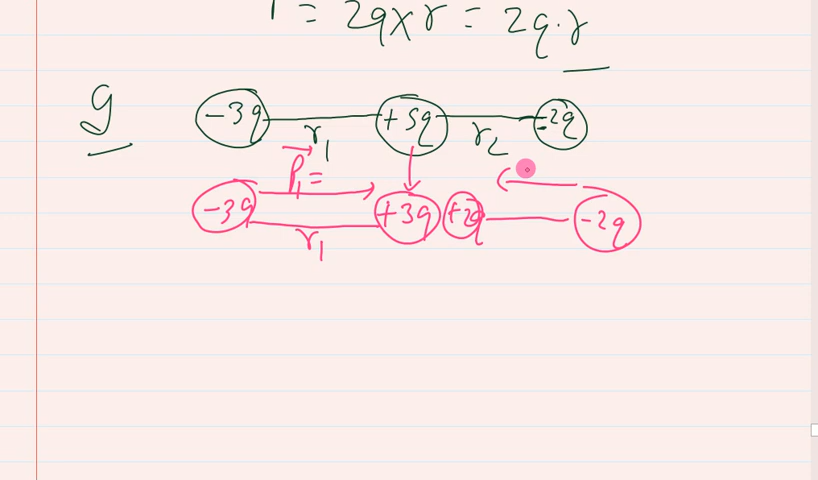 = 2q×r = 2q·r
g -3q +5q -2q
r1 r2
p1 =
-3q +3q +2q -2q
r1